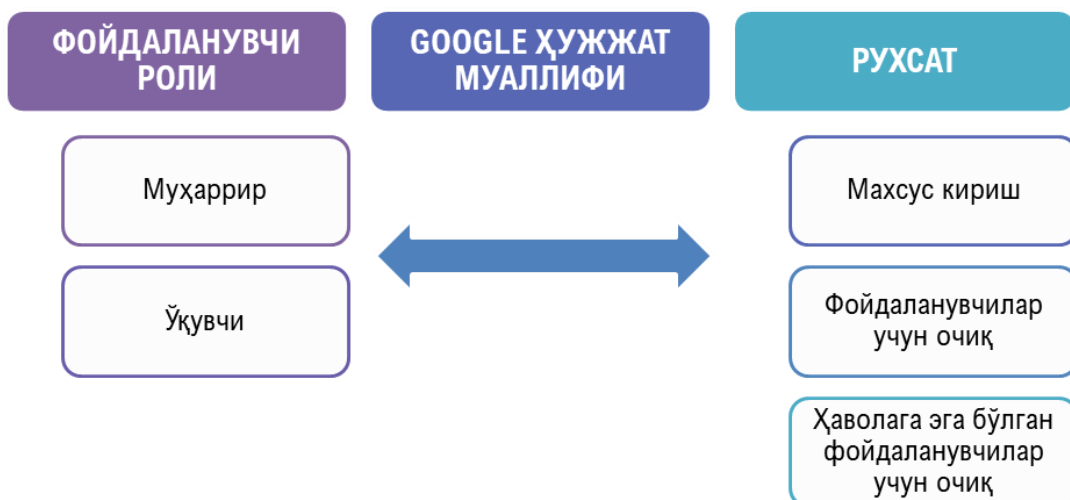 ФОЙДАЛАНУВЧИ
РОЛИ
GOOGLE ҲУЖЖАТ
МУАЛЛИФИ
РУХСАТ
Муҳаррир
Ўқувчи
Махсус кириш
Фойдаланувчилар
учун очиқ
Ҳаволага эга бўлган
фойдаланувчилар
учун очиқ